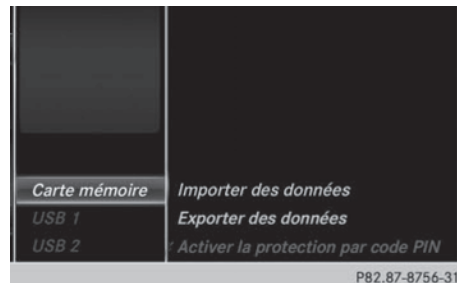 Carte mémoire
Importer des données
USB 1
Exporter des données
USB 2
Activer la protection par code PIN
P82.87-8756-31